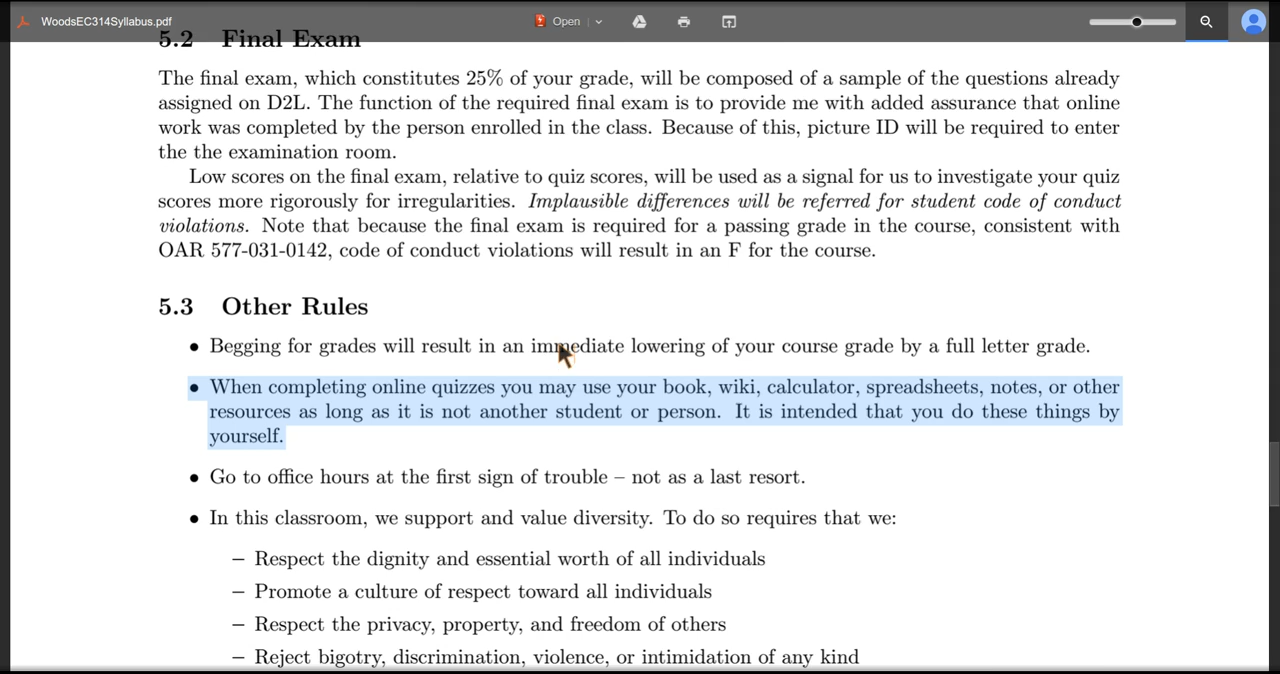 WoodsEC314Syllabus.pdf
Open
5.2 Final Exam
The final exam, which constitutes 25% of your grade, will be composed of a sample of the questions already
assigned on D2L. The function of the required final exam is to provide me with added assurance that online
work was completed by the person enrolled in the class. Because of this, picture ID will be required to enter
the the examination room.
Low scores on the final exam, relative to quiz scores, will be used as a signal for us to investigate your quiz
scores more rigorously for irregularities. Implausible differences will be referred for student code of conduct
violations. Note that because the final exam is required for a passing grade in the course, consistent with
OAR 577-031-0142, code of conduct violations will result in an F for the course.
5.3 Other Rules
• Begging for grades will result in an immediate lowering of your course grade by a full letter grade.
• When completing online quizzes you may use your book, wiki, calculator, spreadsheets, notes, or other
resources as long as it is not another student or person. It is intended that you do these things by
yourself.
• Go to office hours at the first sign of trouble – not as a last resort.
• In this classroom, we support and value diversity. To do so requires that we:
– Respect the dignity and essential worth of all individuals
– Promote a culture of respect toward all individuals
– Respect the privacy, property, and freedom of others
– Reject bigotry, discrimination, violence, or intimidation of any kind